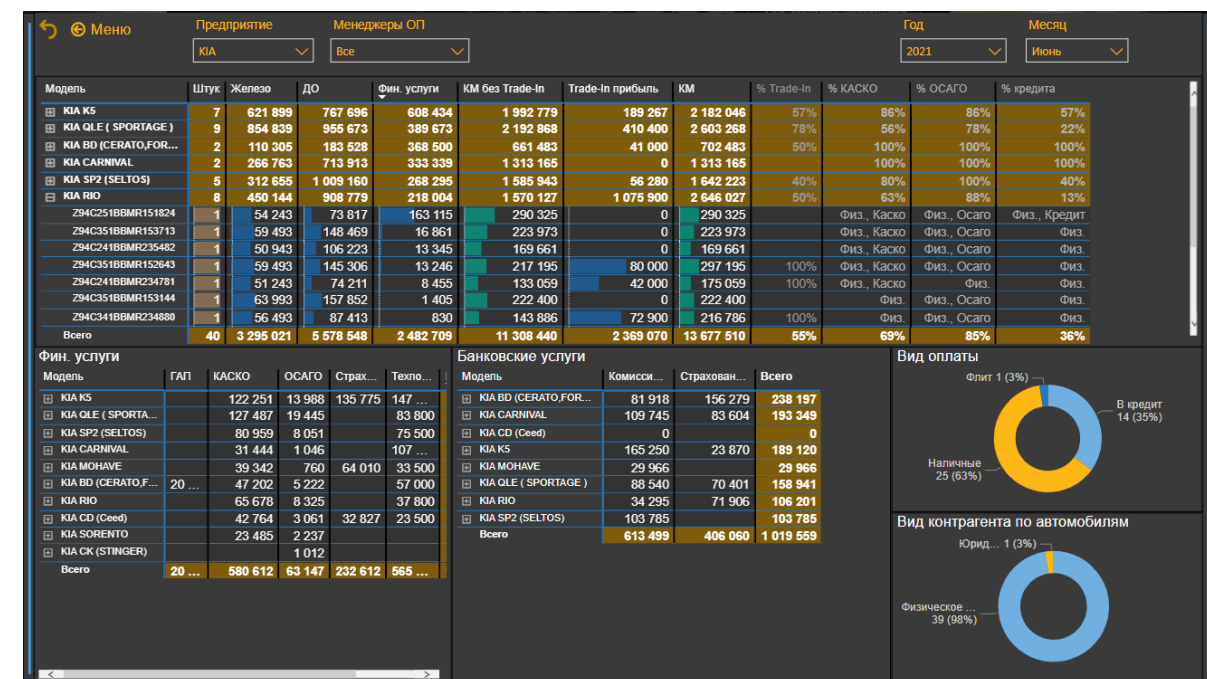 Меню
Предприятие
Менеджеры ОП
Год
Месяц
KIA
Все
2021
Июнь
Модель Штук Железо ДО Фин. услуги КМ без Trade-In Trade-In прибыль КМ % Trade-In % КАСКО % ОСАГО % кредита
KIA K5 7 621 899 767 696 608 434 1 992 779 189 267 2 182 046 57% 86% 86% 57%
KIA QLE ( SPORTAGE ) 9 854 839 955 673 389 673 2 192 868 410 400 2 603 268 78% 56% 78% 22%
KIA BD (CERATO,FOR... 2 110 305 183 528 368 500 661 483 41 000 702 483 50% 100% 100% 100%
KIA CARNIVAL 2 266 763 713 913 333 339 1 313 165 0 1 313 165 100% 100% 100%
KIA SP2 (SELTOS) 5 312 655 1 009 160 268 295 1 585 943 56 280 1 642 223 40% 80% 100% 40%
KIA RIO 8 450 144 908 779 218 004 1 570 127 1 075 900 2 646 027 50% 63% 88% 13%
Z94C251BBMR151824 1 54 243 73 817 163 115 290 325 0 290 325 Физ., Каско Физ., Осаго Физ., Кредит
Z94C351BBMR153713 1 59 493 148 469 16 861 223 973 0 223 973 Физ., Каско Физ., Осаго Физ.
Z94C241BBMR235482 1 50 943 106 223 13 345 169 661 0 169 661 Физ., Каско Физ., Осаго Физ.
Z94C351BBMR152643 1 59 493 145 306 13 246 217 195 80 000 297 195 100% Физ., Каско Физ., Осаго Физ.
Z94C241BBMR234781 1 51 243 74 211 8 455 133 059 42 000 175 059 100% Физ., Каско Физ. Физ.
Z94C351BBMR153144 1 63 993 157 852 1 405 222 400 0 222 400 Физ. Физ., Осаго Физ.
Z94C341BBMR234880 1 56 493 87 413 830 143 886 72 900 216 786 100% Физ. Физ., Осаго Физ.
Всего 40 3 295 021 5 578 548 2 482 709 11 308 440 2 369 070 13 677 510 55% 69% 85% 36%
Фин. услуги
Модель ГАП КАСКО ОСАГО Страх... Техпо...
KIA K5 122 251 13 988 135 775 147 ...
KIA QLE ( SPORTA... 127 487 19 445 83 800
KIA SP2 (SELTOS) 80 959 8 051 75 500
KIA CARNIVAL 31 444 1 046 107 ...
KIA MOHAVE 39 342 760 64 010 33 500
KIA BD (CERATO,F... 20 ... 47 202 5 222 57 000
KIA RIO 65 678 8 325 37 800
KIA CD (Ceed) 42 764 3 061 32 827 23 500
KIA SORENTO 23 485 2 237
KIA CK (STINGER) 1 012
Всего 20 ... 580 612 63 147 232 612 565 ...
Банковские услуги
Модель Комисси... Страхован... Всего
KIA BD (CERATO,FOR... 81 918 156 279 238 197
KIA CARNIVAL 109 745 83 604 193 349
KIA CD (Ceed) 0 0
KIA K5 165 250 23 870 189 120
KIA MOHAVE 29 966 29 966
KIA QLE ( SPORTAGE ) 88 540 70 401 158 941
KIA RIO 34 295 71 906 106 201
KIA SP2 (SELTOS) 103 785 103 785
Всего 613 499 406 060 1 019 559
Вид оплаты
Флит 1 (3%)
В кредит
14 (35%)
Наличные
25 (63%)
Вид контрагента по автомобилям
Юрид... 1 (3%)
Физическое ...
39 (98%)